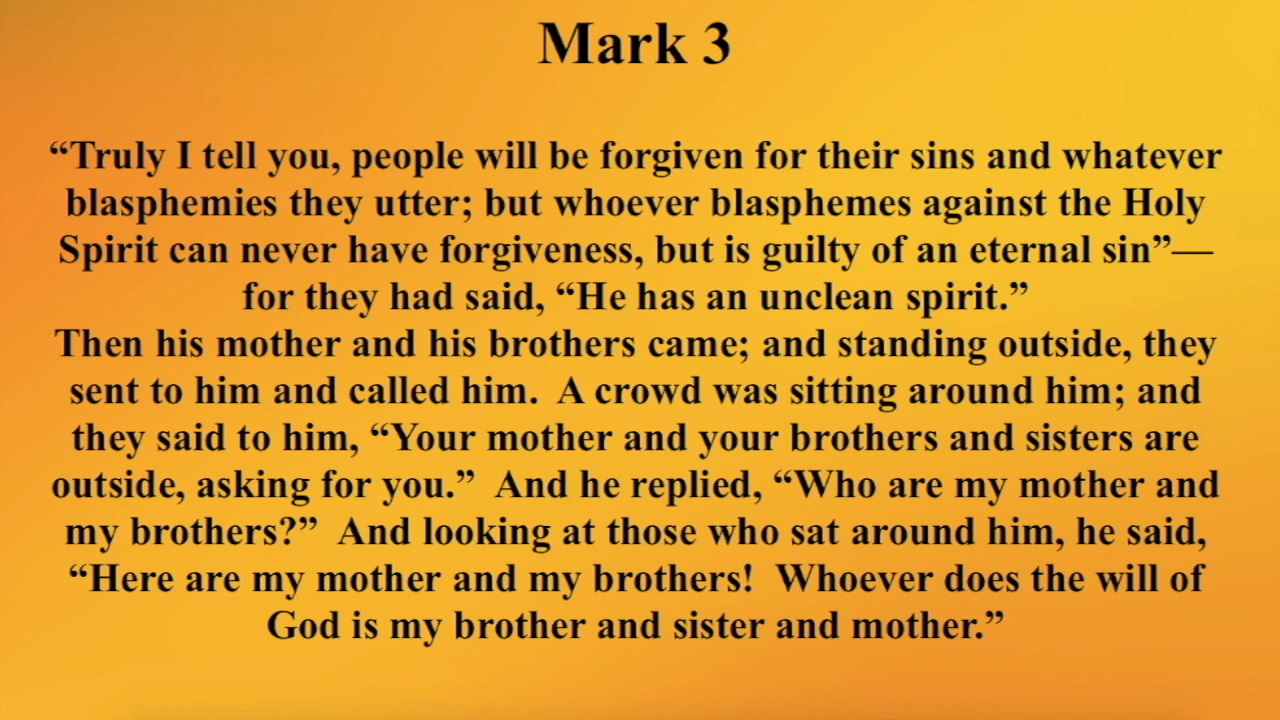 Mark 3
“Truly I tell you, people will be forgiven for their sins and whatever
blasphemies they utter; but whoever blasphemes against the Holy
Spirit can never have forgiveness, but is guilty of an eternal sin”—
for they had said, “He has an unclean spirit.”
Then his mother and his brothers came; and standing outside, they
sent to him and called him.  A crowd was sitting around him; and
they said to him, “Your mother and your brothers and sisters are
outside, asking for you.”  And he replied, “Who are my mother and
my brothers?”  And looking at those who sat around him, he said,
“Here are my mother and my brothers!  Whoever does the will of
God is my brother and sister and mother.”